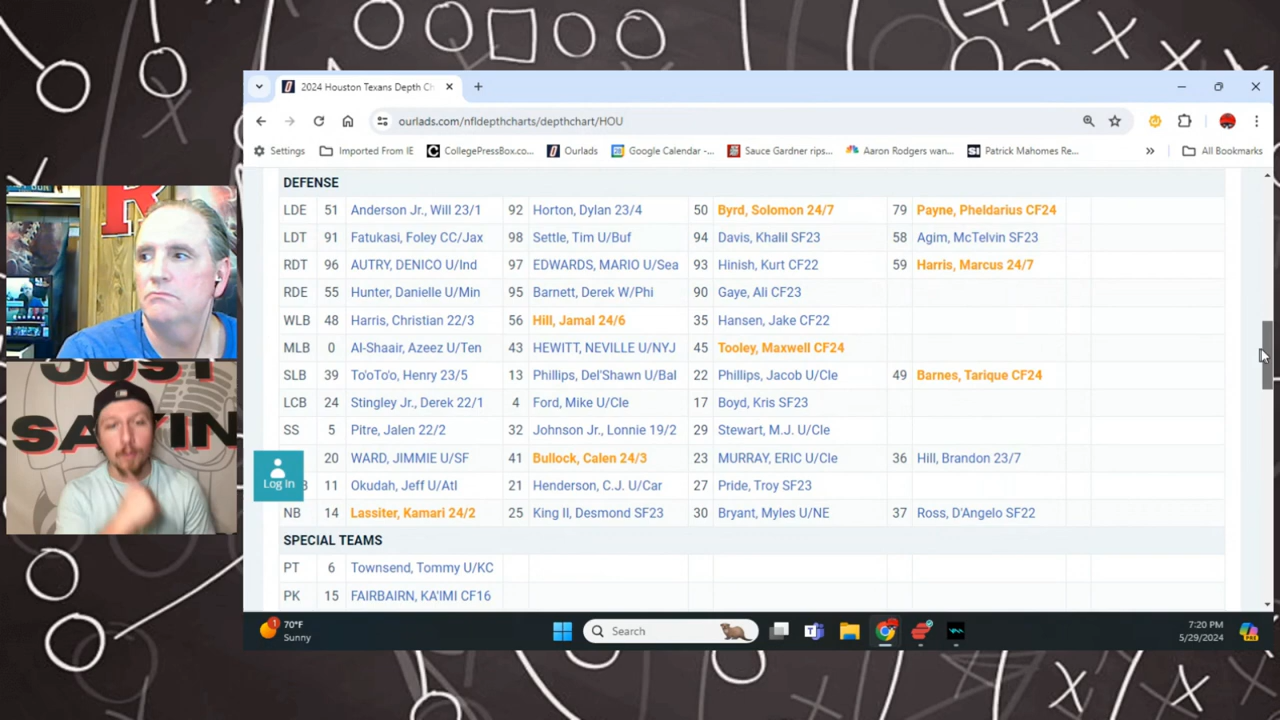 2024 Houston Texans Depth Ch
ourlads.com/nfldepthcharts/depthchart/HOU
Settings Imported From IE CollegePressBox.co... Ourlads Google Calendar -... Sauce Gardner rips... Aaron Rodgers wan... Patrick Mahomes Re... » All Bookmarks
DEFENSE
LDE 51 Anderson Jr., Will 23/1 92 Horton, Dylan 23/4 50 Byrd, Solomon 24/7 79 Payne, Pheldarius CF24
LDT 91 Fatukasi, Foley CC/Jax 98 Settle, Tim U/Buf 94 Davis, Khalil SF23 58 Agim, McTelvin SF23
RDT 96 AUTRY, DENICO U/Ind 97 EDWARDS, MARIO U/Sea 93 Hinish, Kurt CF22 59 Harris, Marcus 24/7
RDE 55 Hunter, Danielle U/Min 95 Barnett, Derek W/Phi 90 Gaye, Ali CF23
WLB 48 Harris, Christian 22/3 56 Hill, Jamal 24/6 35 Hansen, Jake CF22
MLB 0 Al-Shaair, Azeez U/Ten 43 HEWITT, NEVILLE U/NYJ 45 Tooley, Maxwell CF24
SLB 39 To'oTo'o, Henry 23/5 13 Phillips, Del'Shawn U/Bal 22 Phillips, Jacob U/Cle 49 Barnes, Tarique CF24
LCB 24 Stingley Jr., Derek 22/1 4 Ford, Mike U/Cle 17 Boyd, Kris SF23
SS 5 Pitre, Jalen 22/2 32 Johnson Jr., Lonnie 19/2 29 Stewart, M.J. U/Cle
20 WARD, JIMMIE U/SF 41 Bullock, Calen 24/3 23 MURRAY, ERIC U/Cle 36 Hill, Brandon 23/7
11 Okudah, Jeff U/Atl 21 Henderson, C.J. U/Car 27 Pride, Troy SF23
Log In
NB 14 Lassiter, Kamari 24/2 25 King II, Desmond SF23 30 Bryant, Myles U/NE 37 Ross, D'Angelo SF22
SPECIAL TEAMS
PT 6 Townsend, Tommy U/KC
PK 15 FAIRBAIRN, KA'IMI CF16
R
JUST
SAYIN
1
70°F
Sunny
Search
7:20 PM
5/29/2024